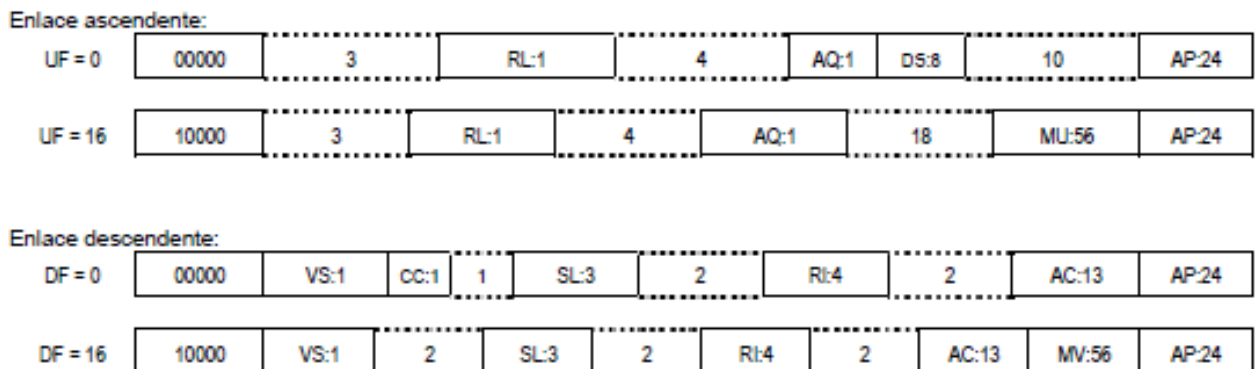 Enlace ascendente:
UF = 0 00000 3 RL:1 4 AQ:1 DS:8 10 AP:24
UF = 16 10000 3 RL:1 4 AQ:1 18 MU:56 AP:24
Enlace descendente:
DF = 0 00000 VS:1 CC:1 1 SL:3 2 RI:4 2 AC:13 AP:24
DF = 16 10000 VS:1 2 SL:3 2 RI:4 2 AC:13 MV:56 AP:24